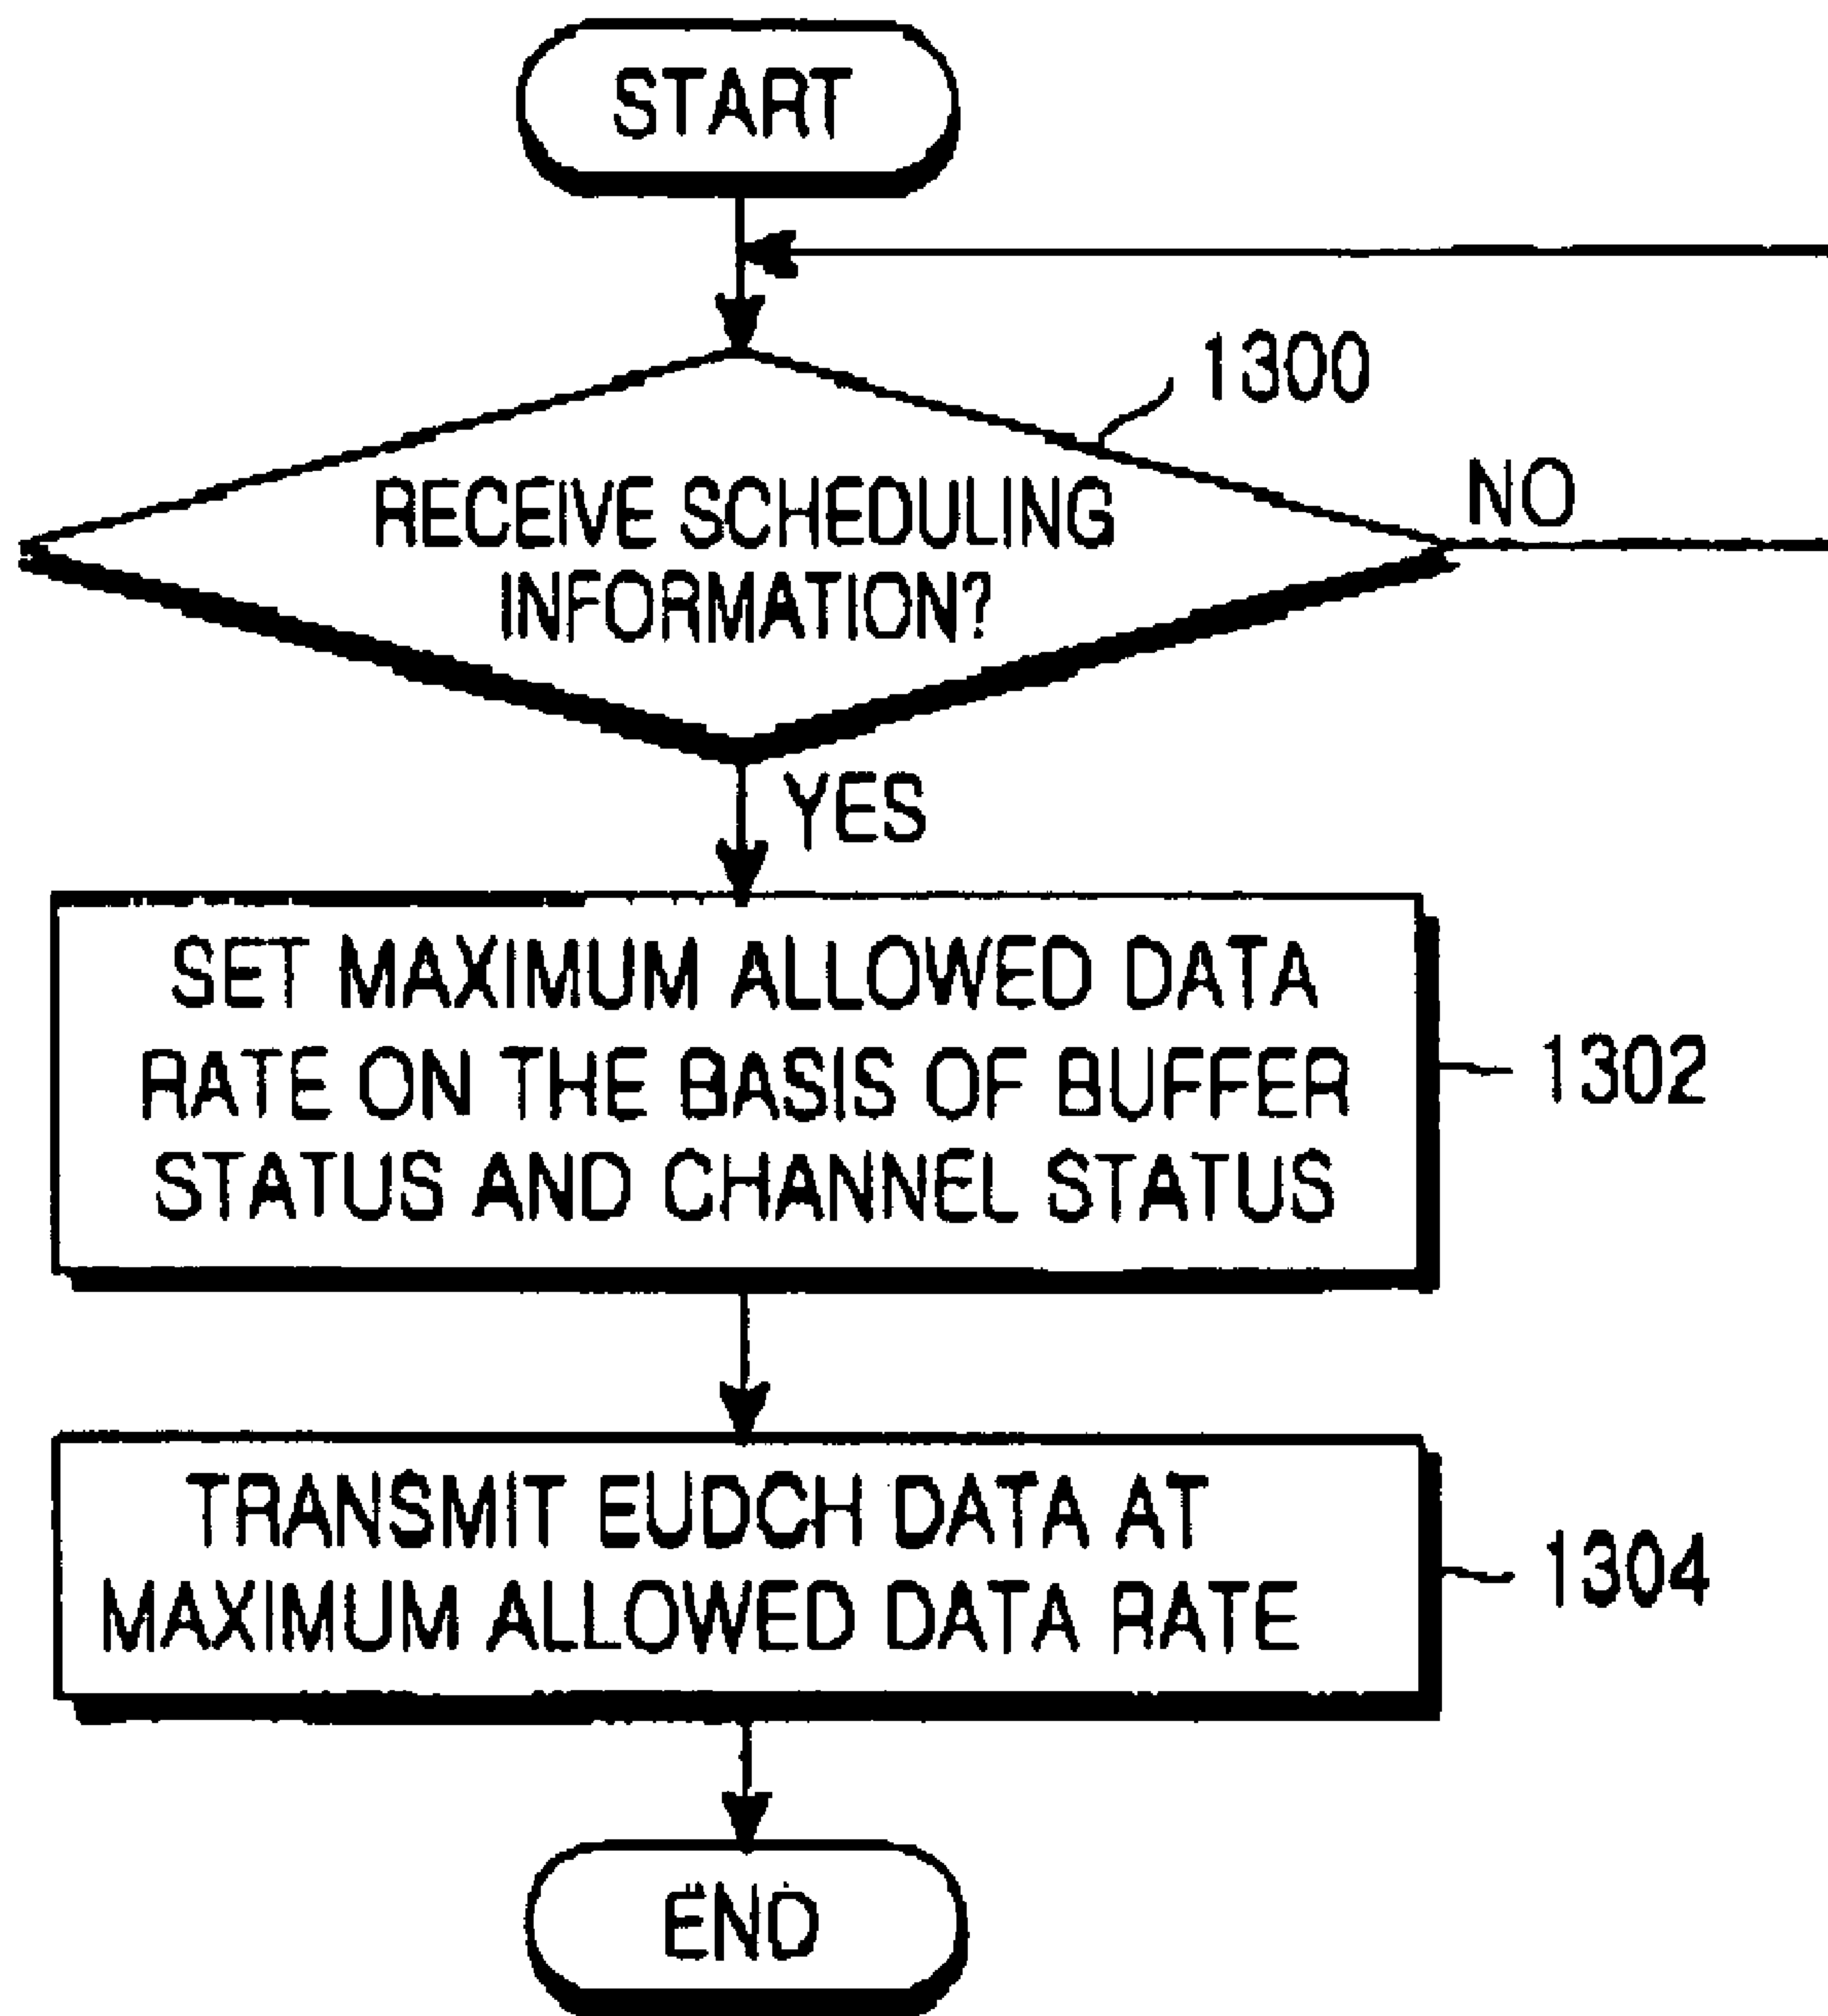 START
1300
RECEIVE SCHEDULING
INFORMATION?
NO
YES
SET MAXIMUM ALLOWED DATA
RATE ON THE BASIS OF BUFFER
STATUS AND CHANNEL STATUS
1302
TRANSMIT EUDCH DATA AT
MAXIMUM ALLOWED DATA RATE
1304
END